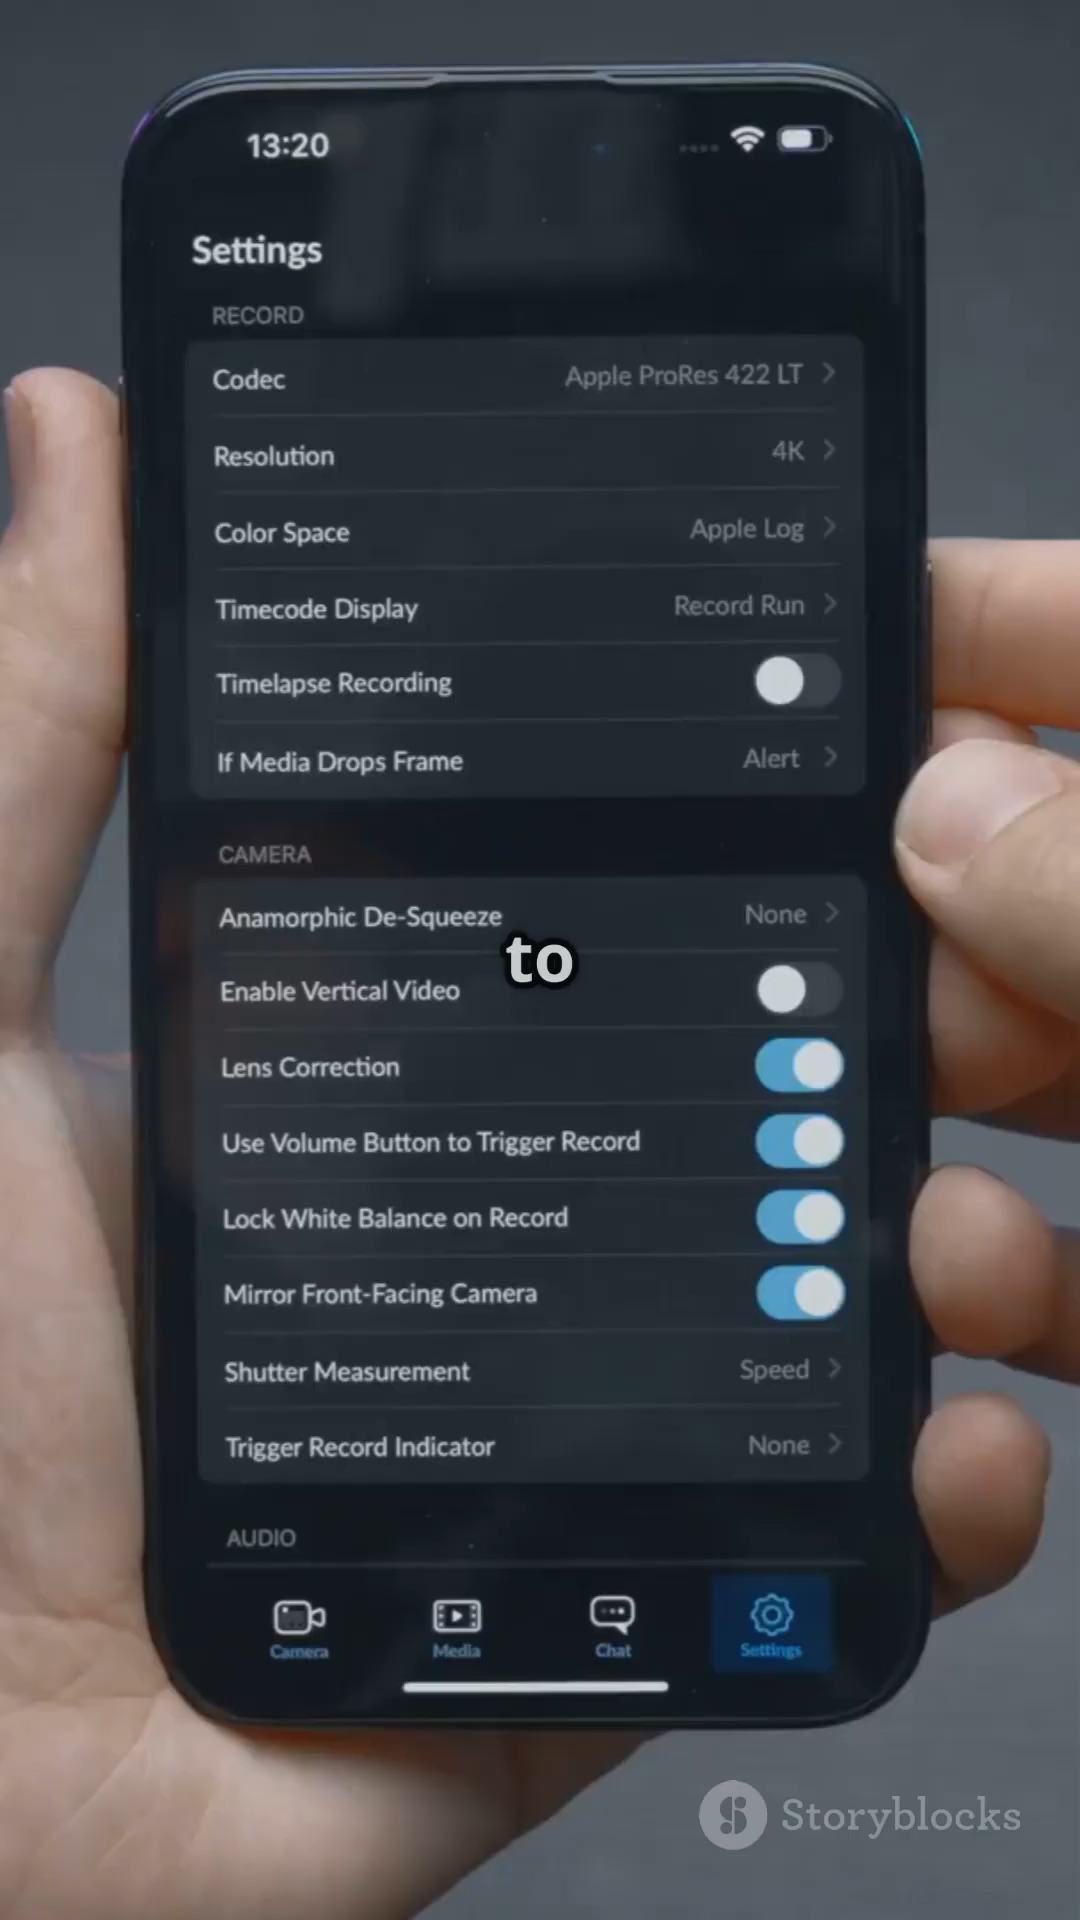 13:20
Settings
RECORD
Codec Apple ProRes 422 LT
Resolution 4K
Color Space Apple Log
Timecode Display Record Run
Timelapse Recording
If Media Drops Frame Alert
CAMERA
Anamorphic De-Squeeze None
to
Enable Vertical Video
Lens Correction
Use Volume Button to Trigger Record
Lock White Balance on Record
Mirror Front-Facing Camera
Shutter Measurement Speed
Trigger Record Indicator None
AUDIO
Camera Media Chat Settings
Storyblocks